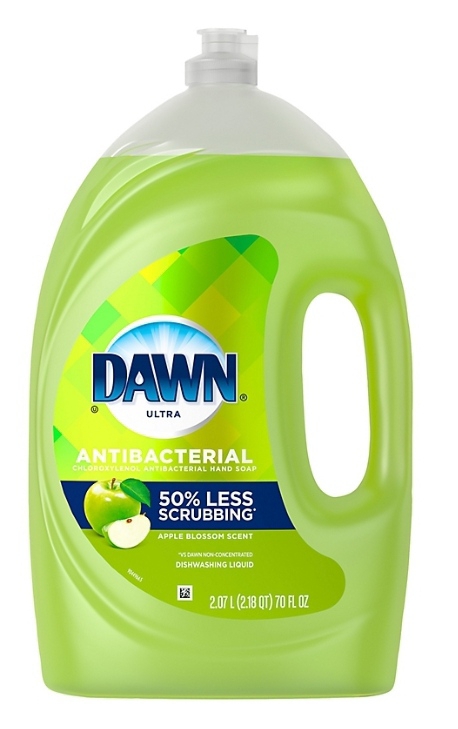 DAWN®
Ⓤ
ULTRA
ANTIBACTERIAL
CHLOROXYLENOL ANTIBACTERIAL HAND SOAP
50% LESS
SCRUBBING*
APPLE BLOSSOM SCENT
*VS DAWN NON-CONCENTRATED
DISHWASHING LIQUID
2.07 L (2.18 QT) 70 FL OZ